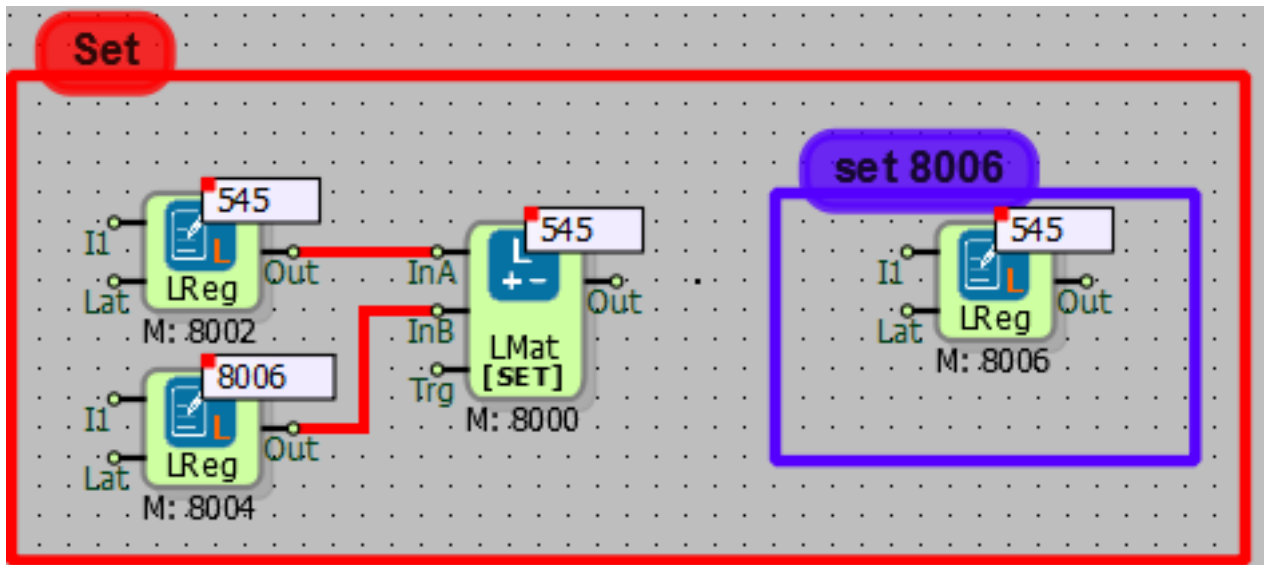 Set
set 8006
545
I1
L
Out
Lat
LReg
M: 8002
8006
I1
L
Out
Lat
LReg
M: 8004
545
InA
L
+ -
Out
InB
LMat
Trg
[SET]
M: 8000
545
I1
L
Out
Lat
LReg
M: 8006